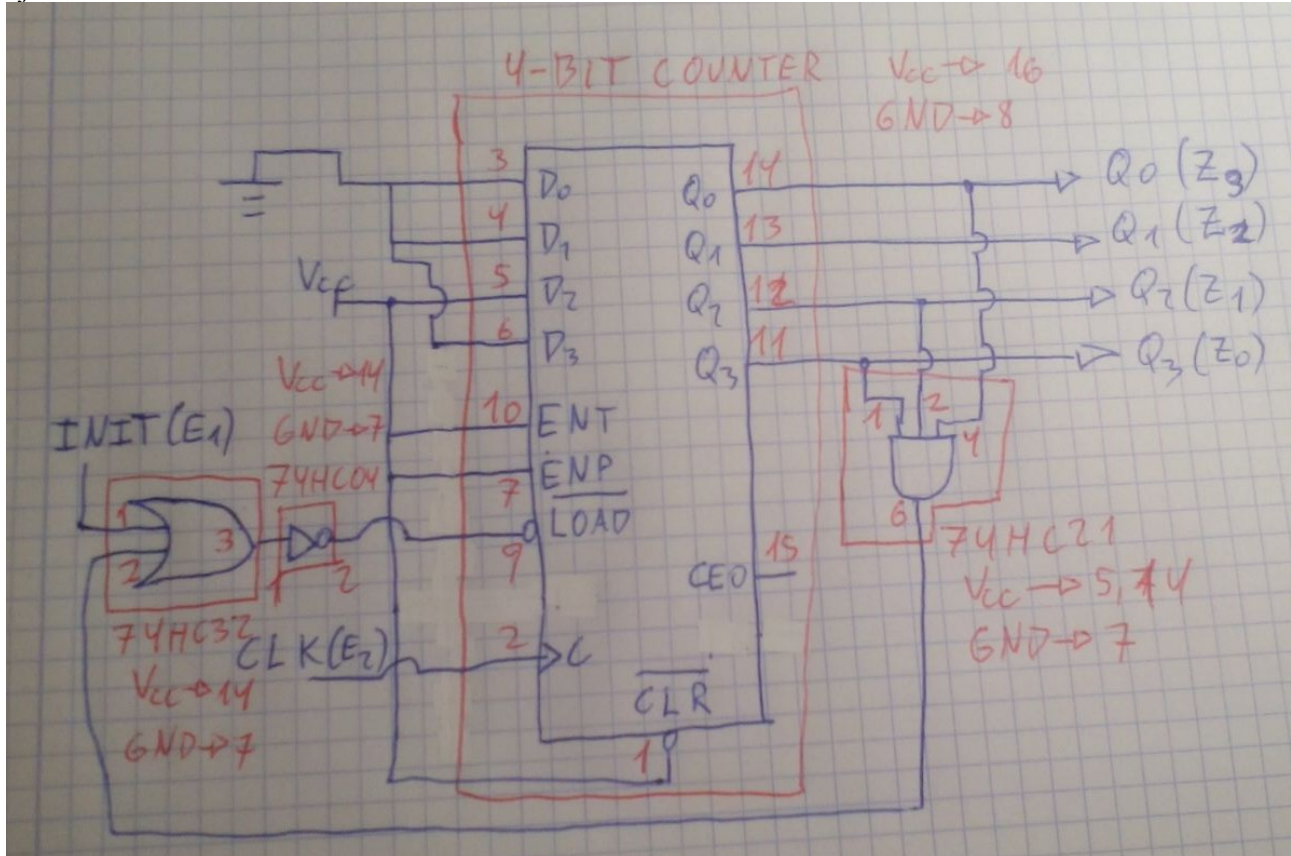 4-BIT COUNTER
Vcc → 16
GND → 8
3
D0
4
D1
Vcc
5
D2
6
D3
Q0
14
Q0 (Z3)
Q1
13
Q1 (Z2)
Q2
12
Q2 (Z1)
Q3
11
Q3 (Z0)
Vcc → 14
GND → 7
74HC04
INIT (E1)
10
ENT
7
ENP
9
LOAD
1
2
3
1
2
74HC32
Vcc → 14
GND → 7
CLK (E2)
2
C
CEO
15
CLR
1
1
2
4
6
74HC21
Vcc → 5, 14
GND → 7